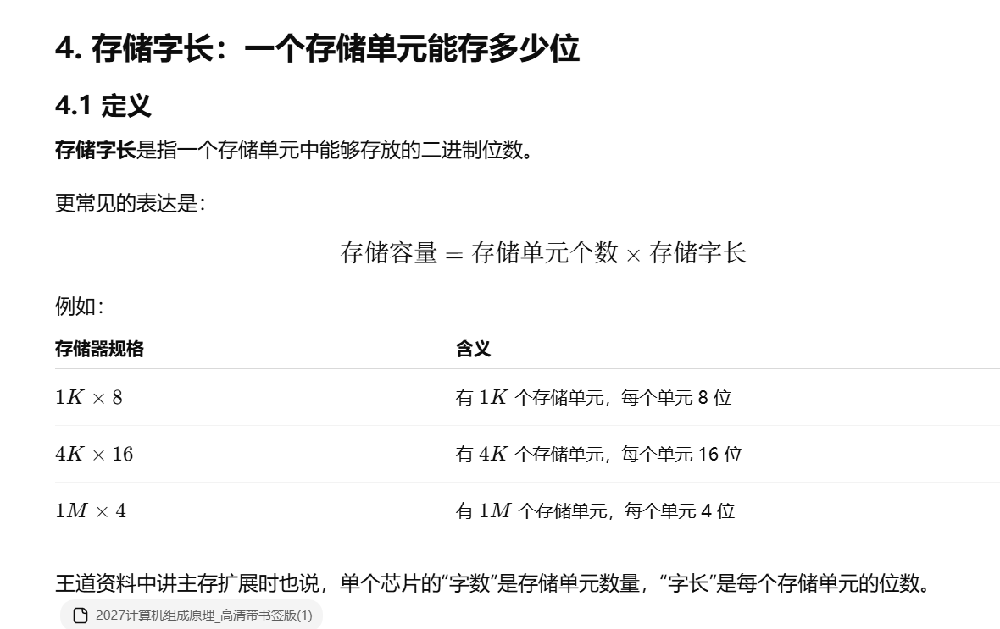 4. 存储字长：一个存储单元能存多少位
4.1 定义
存储字长是指一个存储单元中能够存放的二进制位数。
更常见的表达是：
存储容量 = 存储单元个数 × 存储字长
例如：
存储器规格 含义
1K × 8 有 1K 个存储单元，每个单元 8 位
4K × 16 有 4K 个存储单元，每个单元 16 位
1M × 4 有 1M 个存储单元，每个单元 4 位
王道资料中讲主存扩展时也说，单个芯片的“字数”是存储单元数量，“字长”是每个存储单元的位数。
2027计算机组成原理_高清带书签版(1)